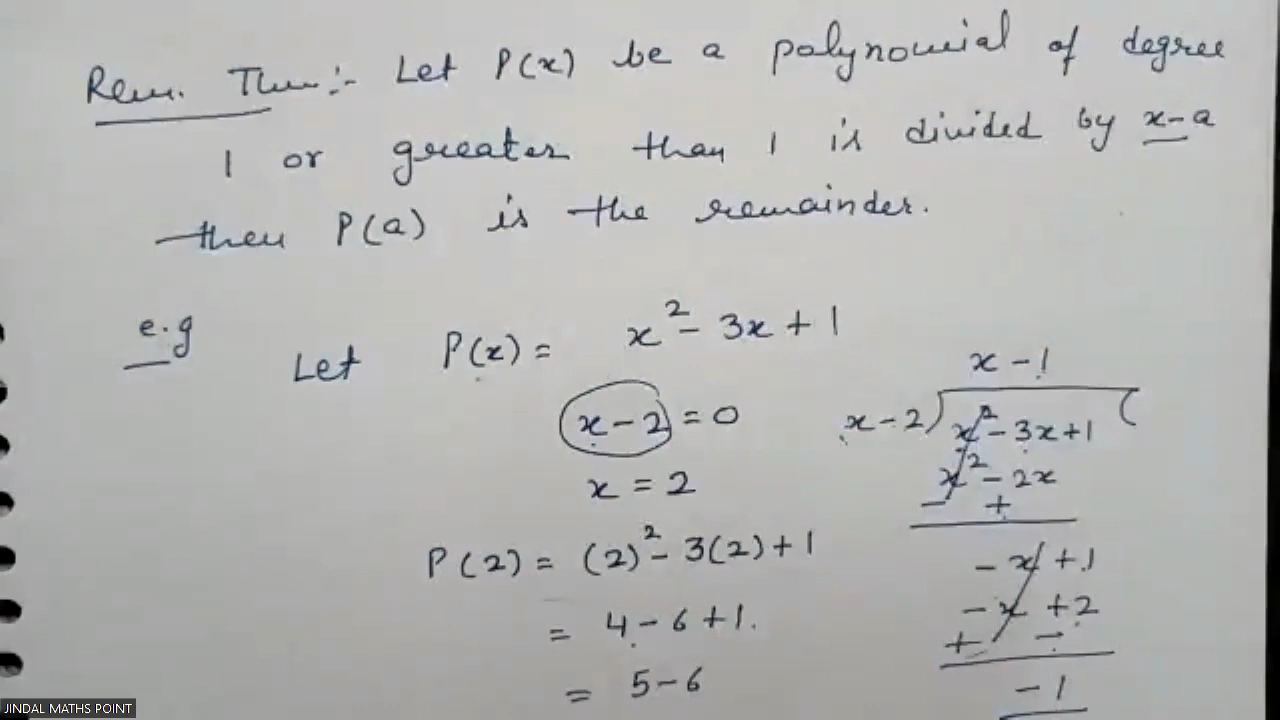 Rem. Thm:- Let P(x) be a polynomial of degree
1 or greater than 1 is divided by x-a
then P(a) is the remainder.
e.g Let P(x) = x² - 3x + 1
x - 2 = 0
x = 2
P(2) = (2)² - 3(2) + 1
= 4 - 6 + 1.
= 5 - 6
x - 1
x - 2) x² - 3x + 1 (
x² - 2x
- +
- x + 1
- x + 2
+ -
- 1
JINDAL MATHS POINT